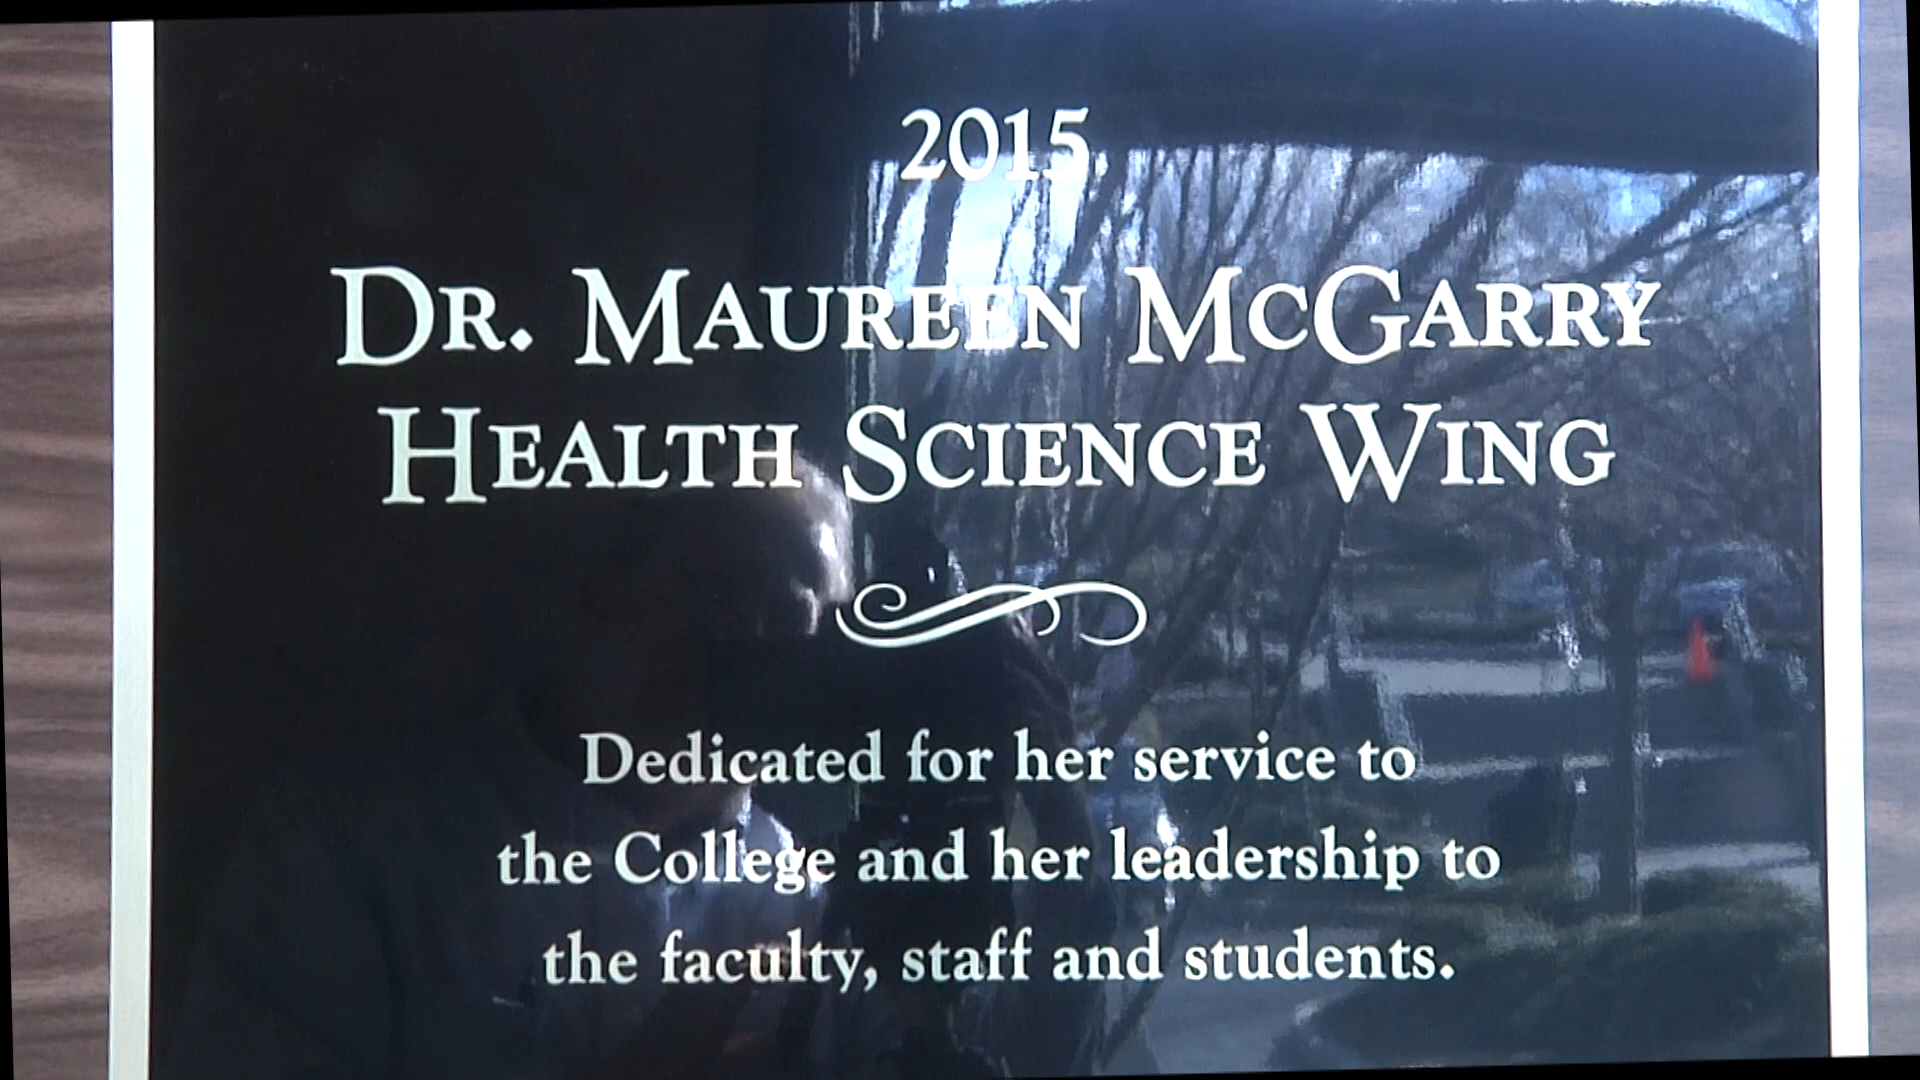 2015
Dr. Maureen McGarry
Health Science Wing
Dedicated for her service to
the College and her leadership to
the faculty, staff and students.